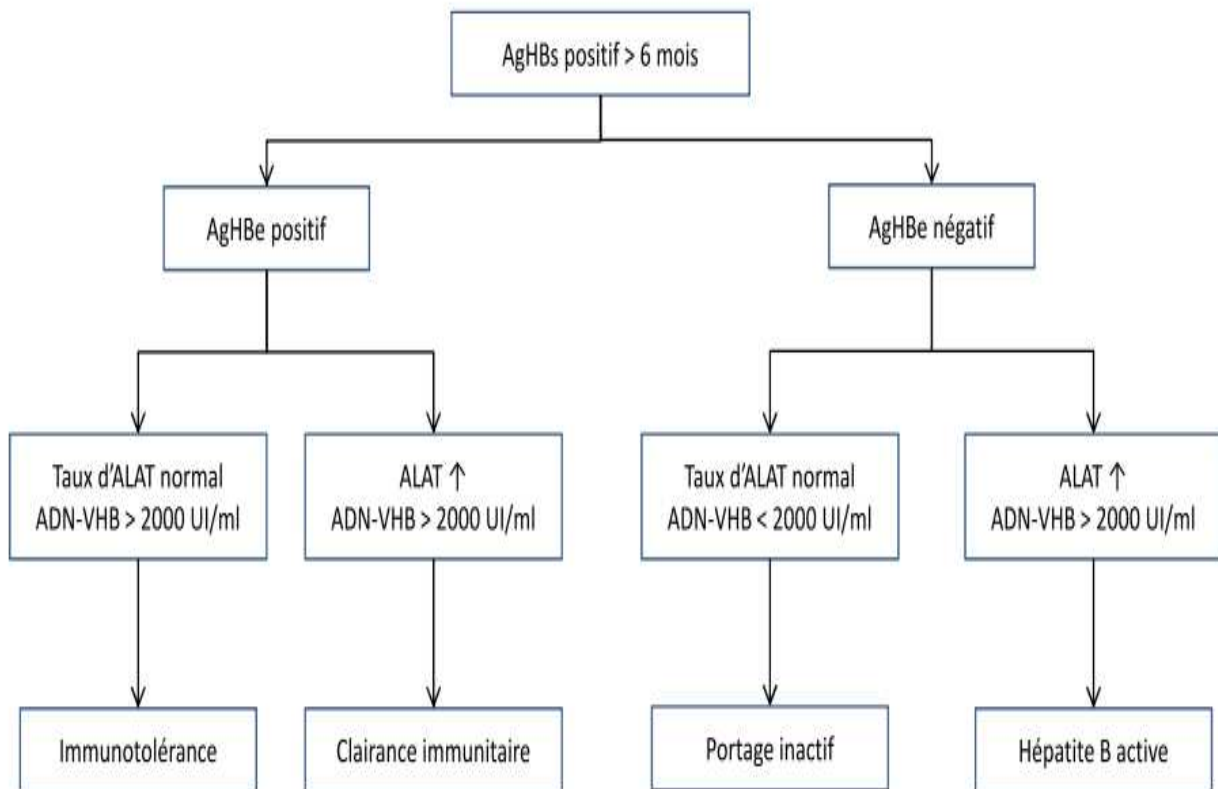 AgHBs positif > 6 mois
AgHBe positif
AgHBe négatif
Taux d'ALAT normal
ADN-VHB > 2000 UI/ml
ALAT ↑
ADN-VHB > 2000 UI/ml
Taux d'ALAT normal
ADN-VHB < 2000 UI/ml
ALAT ↑
ADN-VHB > 2000 UI/ml
Immunotolérance
Clairance immunitaire
Portage inactif
Hépatite B active